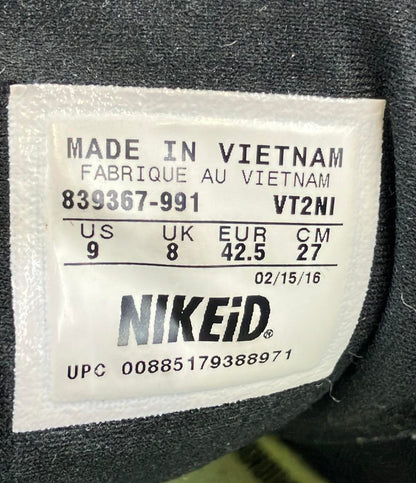 MADE IN VIETNAM
FABRIQUE AU VIETNAM
839367-991 VT2NI
US UK EUR CM
9 8 42.5 27
02/15/16
NIKEiD®
UPC 00885179388971